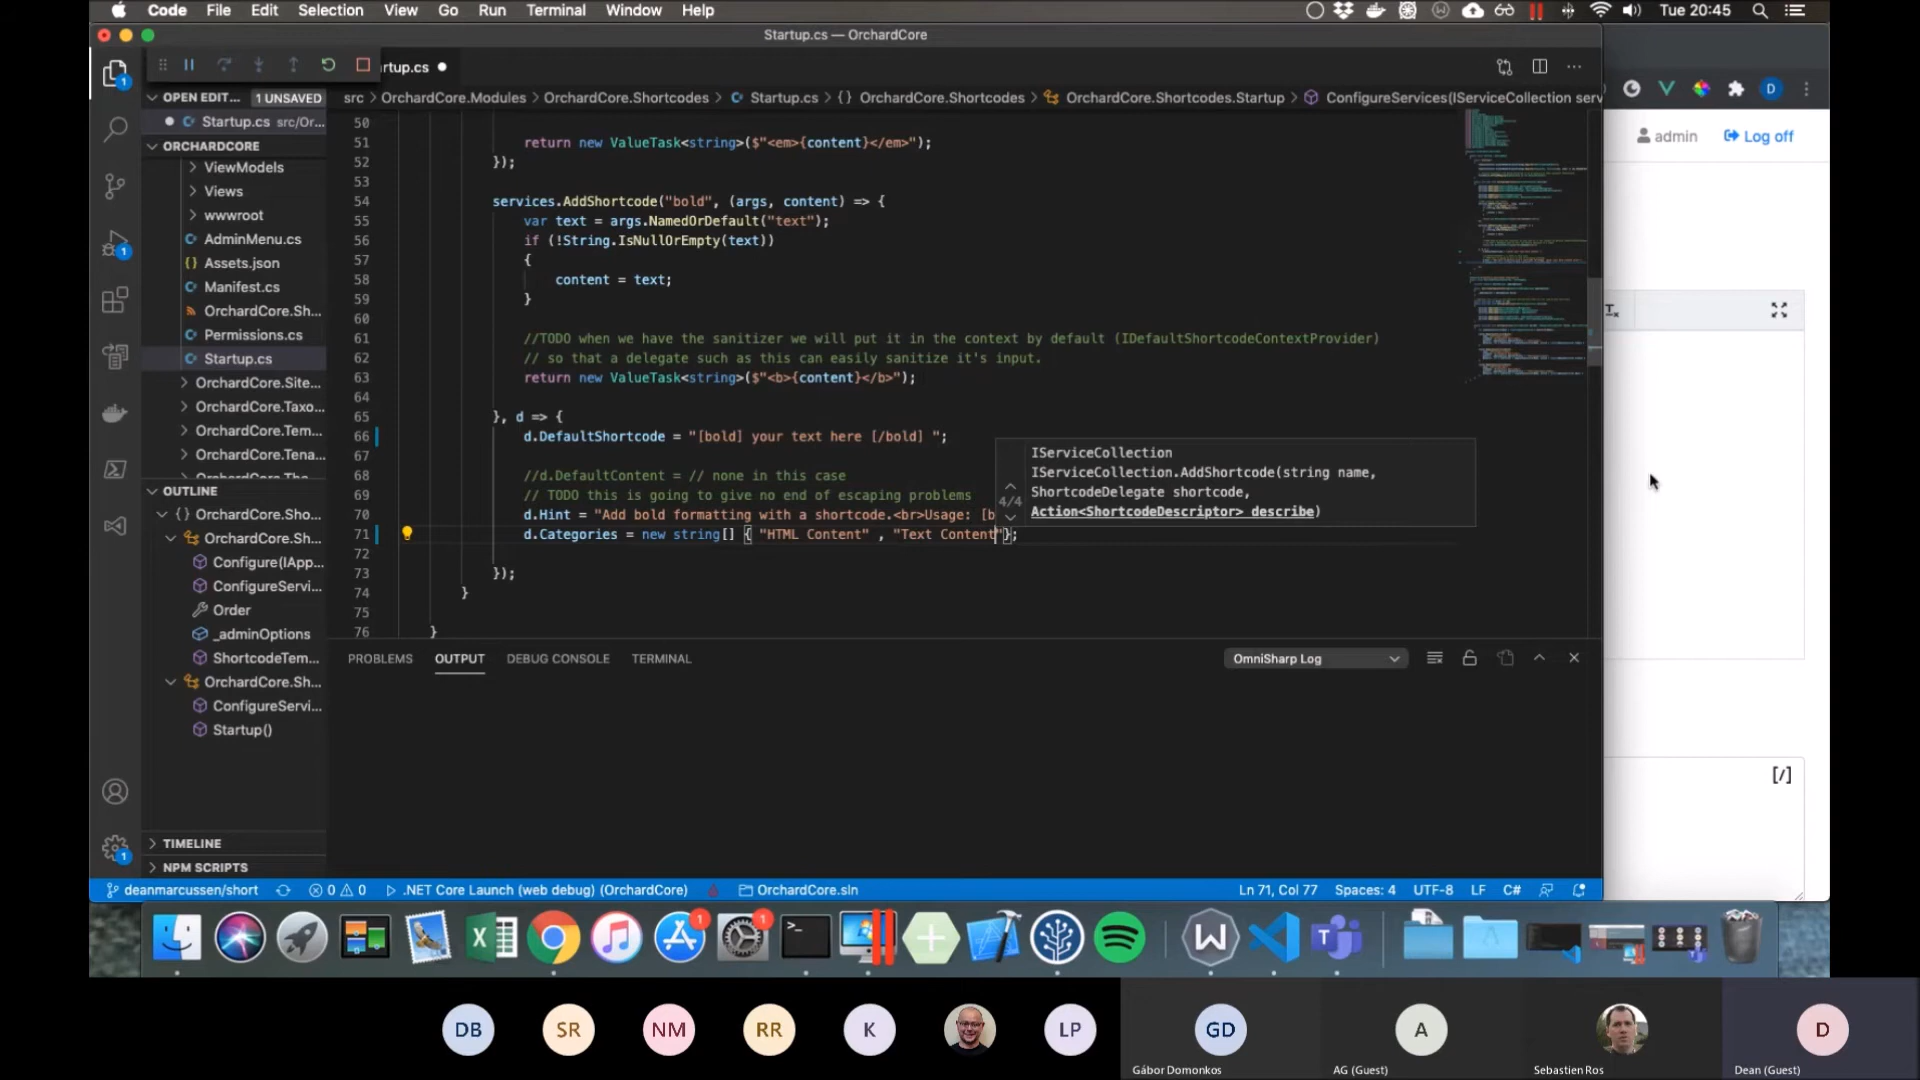 Code File Edit Selection View Go Run Terminal Window Help
Tue 20:45
Startup.cs — OrchardCore
rtup.cs
OPEN EDIT... 1 UNSAVED
Startup.cs src/Or...
ORCHARDCORE
ViewModels
Views
wwwroot
AdminMenu.cs
{} Assets.json
Manifest.cs
OrchardCore.Sh...
Permissions.cs
Startup.cs
OrchardCore.Site...
OrchardCore.Taxo...
OrchardCore.Tem...
OrchardCore.Tena...
OUTLINE
{} OrchardCore.Sho...
OrchardCore.Sh...
Configure(IApp...
ConfigureServi...
Order
_adminOptions
ShortcodeTem...
OrchardCore.Sh...
ConfigureServi...
Startup()
TIMELINE
NPM SCRIPTS
src > OrchardCore.Modules > OrchardCore.Shortcodes > Startup.cs > {} OrchardCore.Shortcodes > OrchardCore.Shortcodes.Startup > ConfigureServices(IServiceCollection serv
50
51 return new ValueTask<string>($"<em>{content}</em>");
52 });
53
54 services.AddShortcode("bold", (args, content) => {
55 var text = args.NamedOrDefault("text");
56 if (!String.IsNullOrEmpty(text))
57 {
58 content = text;
59 }
60
61 //TODO when we have the sanitizer we will put it in the context by default (IDefaultShortcodeContextProvider)
62 // so that a delegate such as this can easily sanitize it's input.
63 return new ValueTask<string>($"<b>{content}</b>");
64
65 }, d => {
66 d.DefaultShortcode = "[bold] your text here [/bold] ";
67
68 //d.DefaultContent = // none in this case
69 // TODO this is going to give no end of escaping problems
70 d.Hint = "Add bold formatting with a shortcode.<br>Usage: [b
71 d.Categories = new string[] { "HTML Content" , "Text Content"};
72
73 });
74 }
75
76 }
4/4
IServiceCollection
IServiceCollection.AddShortcode(string name,
ShortcodeDelegate shortcode,
Action<ShortcodeDescriptor> describe)
PROBLEMS OUTPUT DEBUG CONSOLE TERMINAL
OmniSharp Log
deanmarcussen/short 0 0 .NET Core Launch (web debug) (OrchardCore) OrchardCore.sln
Ln 71, Col 77 Spaces: 4 UTF-8 LF C#
D
admin Log off
[/]
DB SR NM RR K LP GD A D
Gábor Domonkos AG (Guest) Sebastien Ros Dean (Guest)